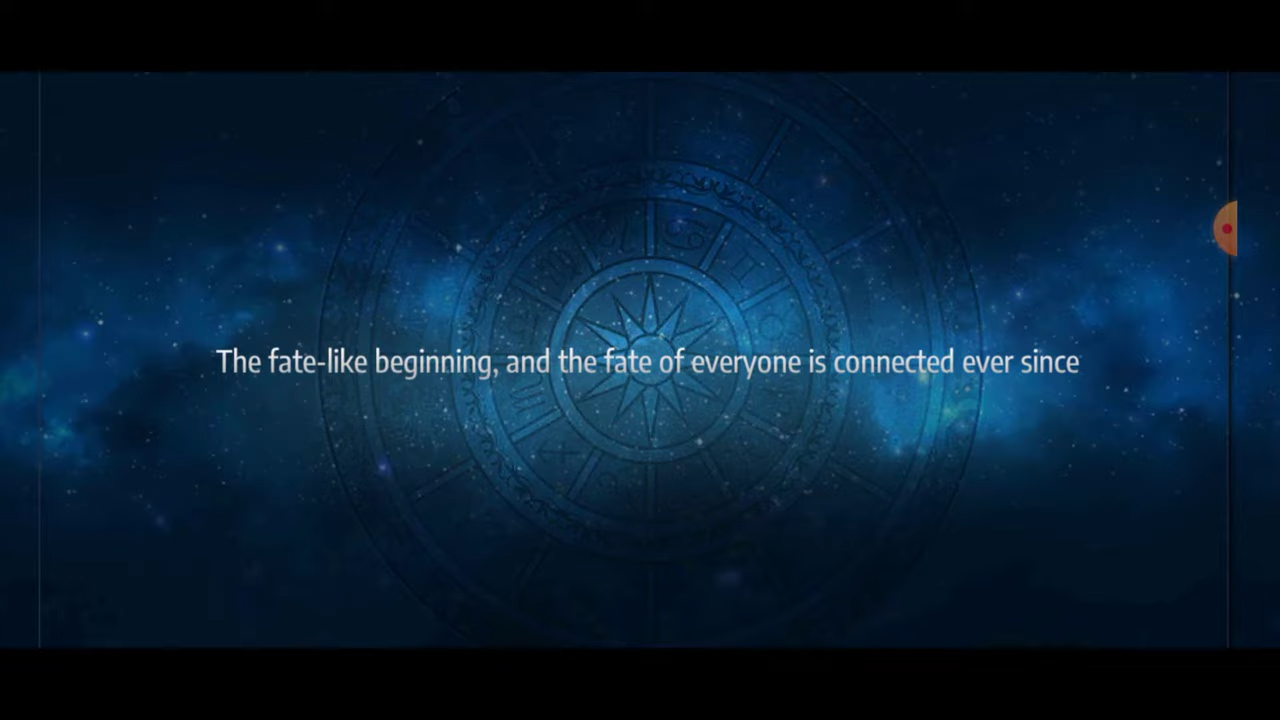 The fate-like beginning, and the fate of everyone is connected ever since